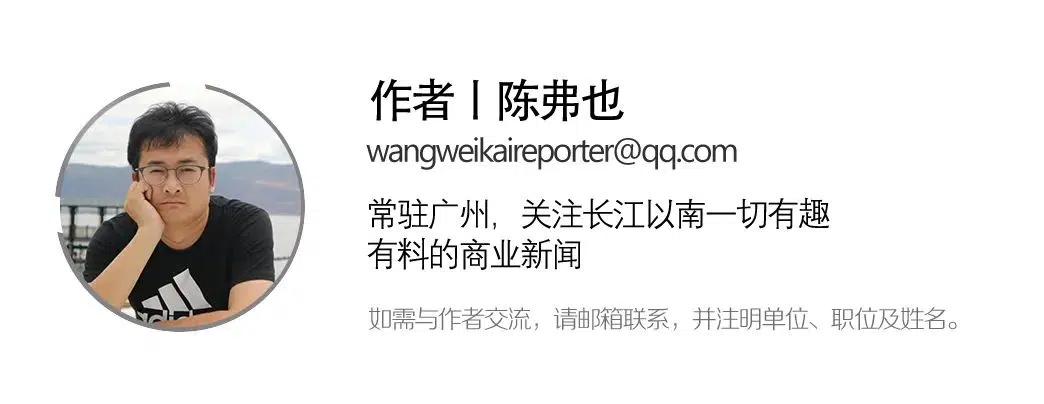 作者丨陈弗也
wangweikaireporter@qq.com
常驻广州，关注长江以南一切有趣
有料的商业新闻
如需与作者交流，请邮箱联系，并注明单位、职位及姓名。
adidas